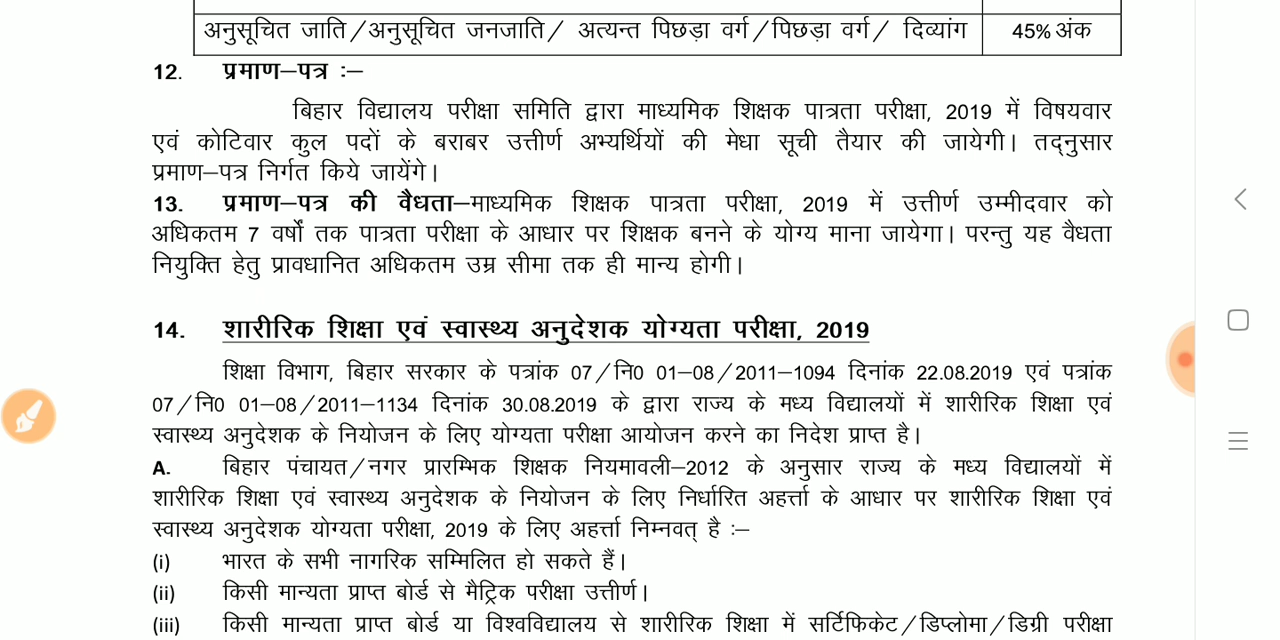 अनुसूचित जाति/अनुसूचित जनजाति/ अत्यन्त पिछड़ा वर्ग/पिछड़ा वर्ग/ दिव्यांग 45% अंक
12. प्रमाण–पत्र :–
बिहार विद्यालय परीक्षा समिति द्वारा माध्यमिक शिक्षक पात्रता परीक्षा, 2019 में विषयवार
एवं कोटिवार कुल पदों के बराबर उत्तीर्ण अभ्यर्थियों की मेधा सूची तैयार की जायेगी। तद्नुसार
प्रमाण–पत्र निर्गत किये जायेंगे।
13. प्रमाण–पत्र की वैधता–माध्यमिक शिक्षक पात्रता परीक्षा, 2019 में उत्तीर्ण उम्मीदवार को
अधिकतम 7 वर्षों तक पात्रता परीक्षा के आधार पर शिक्षक बनने के योग्य माना जायेगा। परन्तु यह वैधता
नियुक्ति हेतु प्रावधानित अधिकतम उम्र सीमा तक ही मान्य होगी।
14. शारीरिक शिक्षा एवं स्वास्थ्य अनुदेशक योग्यता परीक्षा, 2019
शिक्षा विभाग, बिहार सरकार के पत्रांक 07/नि0 01–08/2011–1094 दिनांक 22.08.2019 एवं पत्रांक
07/नि0 01–08/2011–1134 दिनांक 30.08.2019 के द्वारा राज्य के मध्य विद्यालयों में शारीरिक शिक्षा एवं
स्वास्थ्य अनुदेशक के नियोजन के लिए योग्यता परीक्षा आयोजन करने का निदेश प्राप्त है।
A. बिहार पंचायत/नगर प्रारम्भिक शिक्षक नियमावली–2012 के अनुसार राज्य के मध्य विद्यालयों में
शारीरिक शिक्षा एवं स्वास्थ्य अनुदेशक के नियोजन के लिए निर्धारित अहर्त्ता के आधार पर शारीरिक शिक्षा एवं
स्वास्थ्य अनुदेशक योग्यता परीक्षा, 2019 के लिए अहर्त्ता निम्नवत् है :–
(i) भारत के सभी नागरिक सम्मिलित हो सकते हैं।
(ii) किसी मान्यता प्राप्त बोर्ड से मैट्रिक परीक्षा उत्तीर्ण।
(iii) किसी मान्यता प्राप्त बोर्ड या विश्वविद्यालय से शारीरिक शिक्षा में सर्टिफिकेट/डिप्लोमा/डिग्री परीक्षा